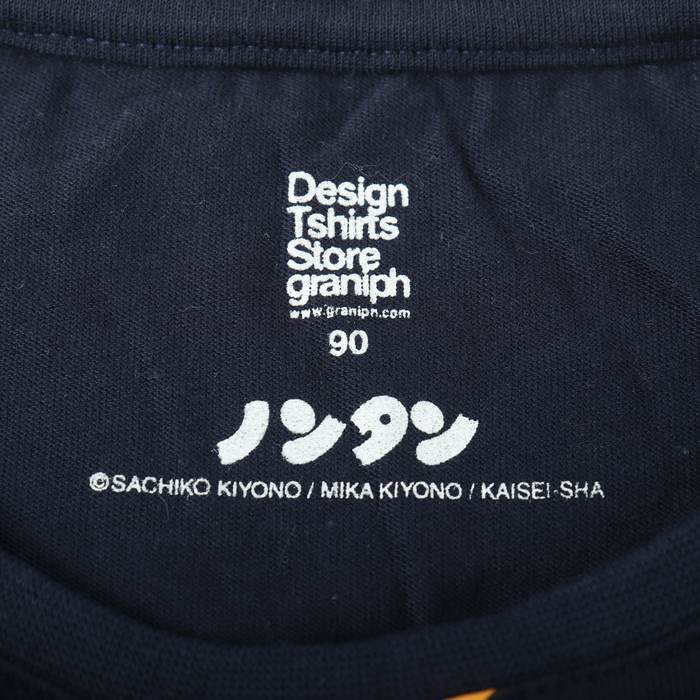 Design
Tshirts
Store
graniph
www.graniph.com
90
ノンタン
©SACHIKO KIYONO / MIKA KIYONO / KAISEI-SHA